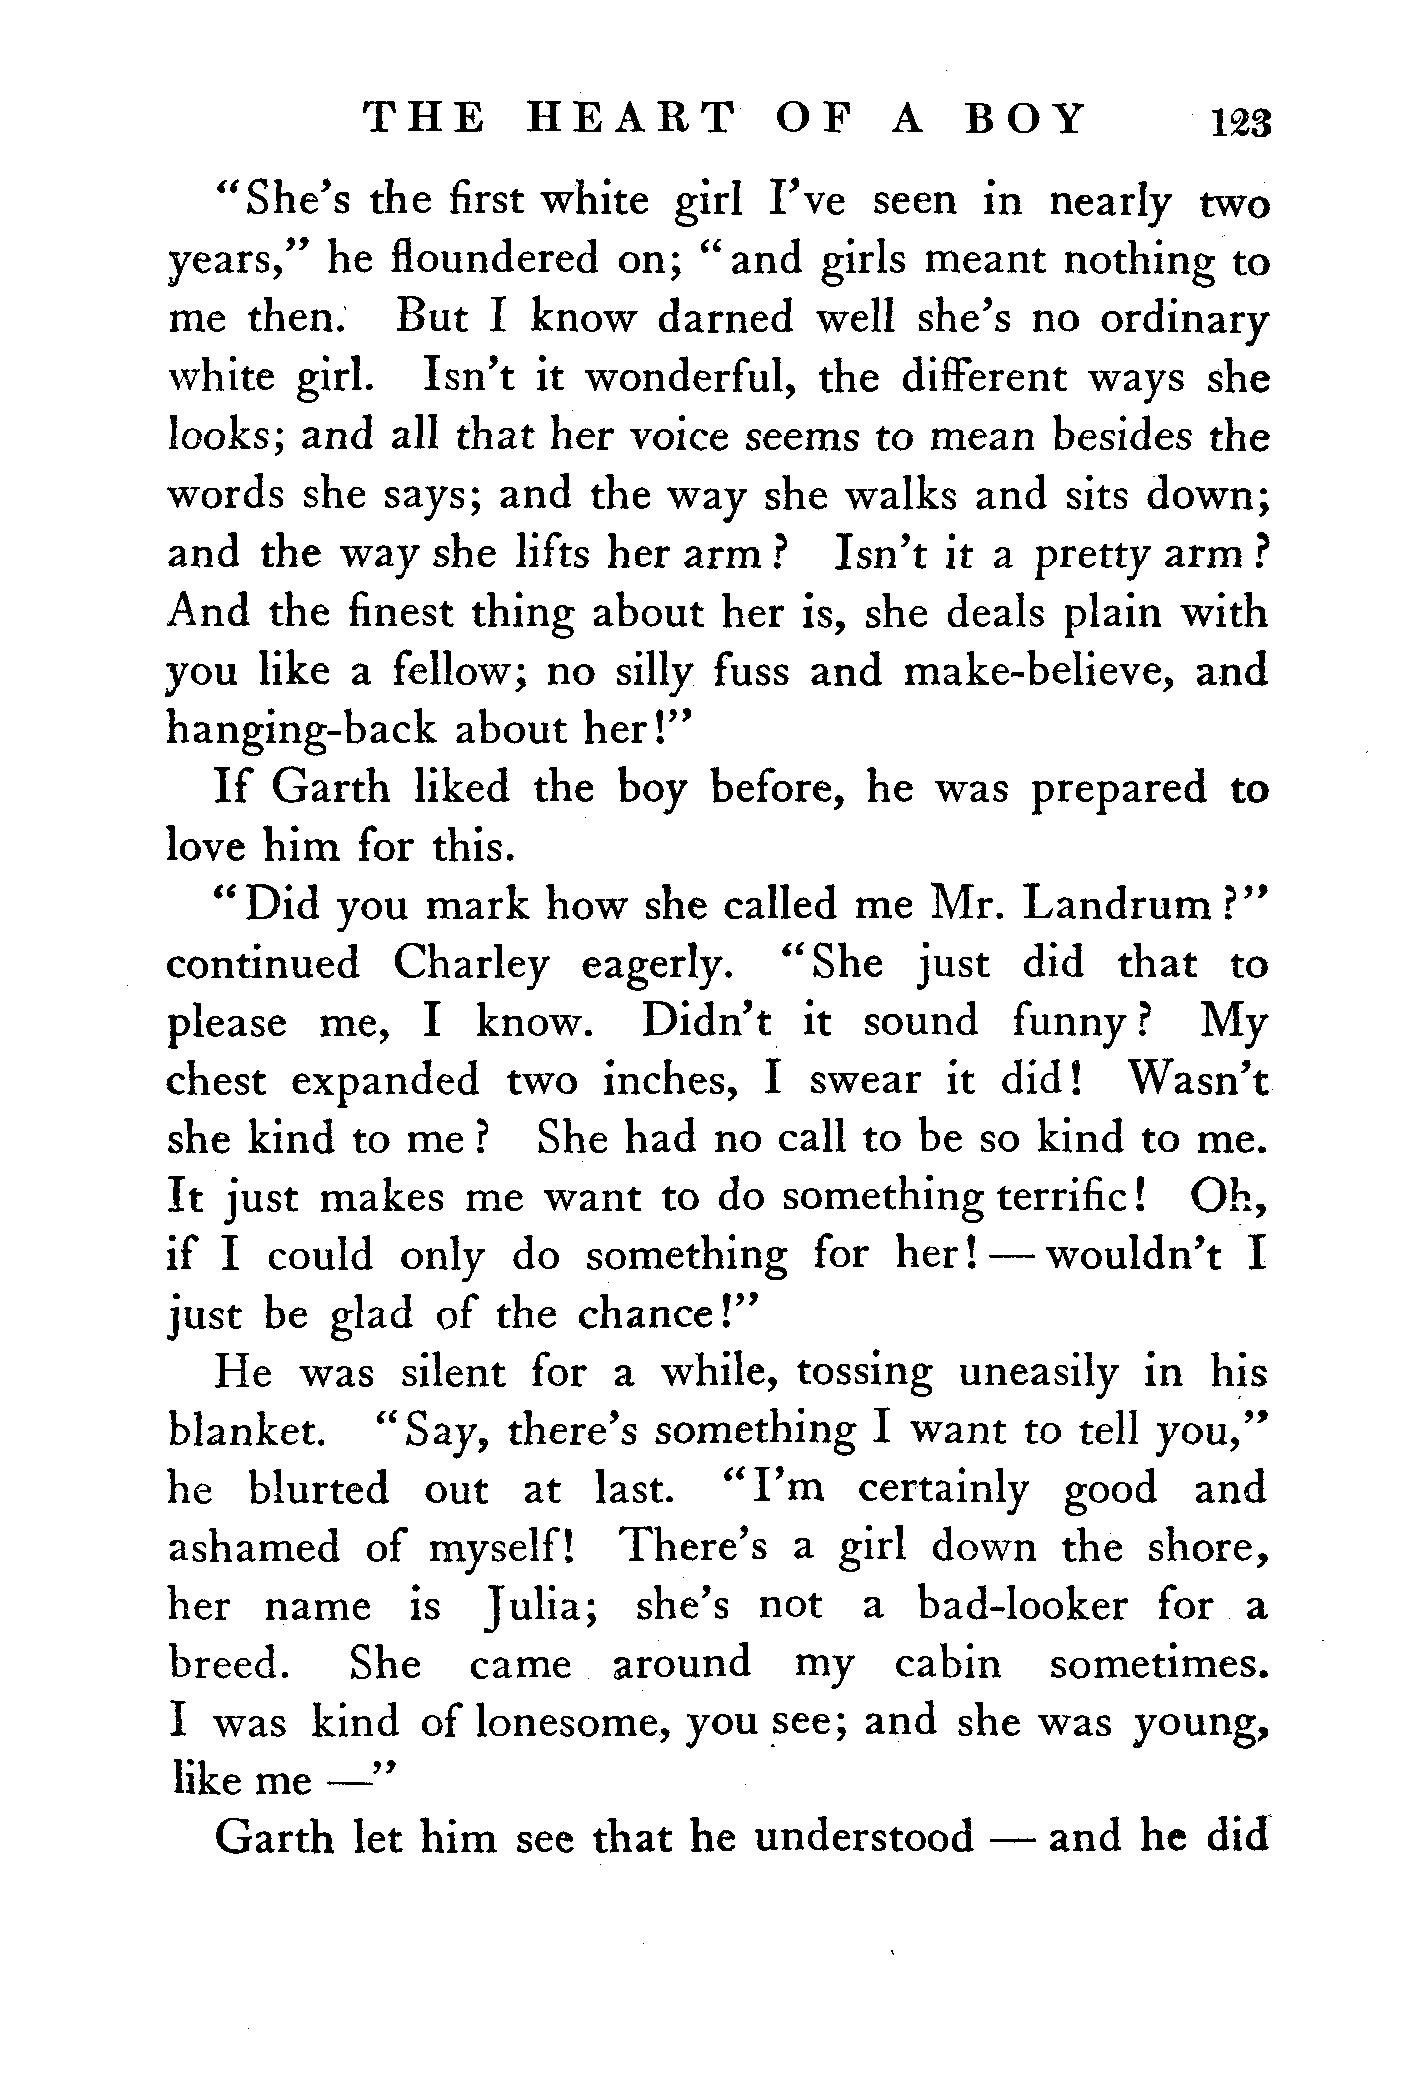 THE HEART OF A BOY 123
"She's the first white girl I've seen in nearly two
years," he floundered on; "and girls meant nothing to
me then. But I know darned well she's no ordinary
white girl. Isn't it wonderful, the different ways she
looks; and all that her voice seems to mean besides the
words she says; and the way she walks and sits down;
and the way she lifts her arm? Isn't it a pretty arm?
And the finest thing about her is, she deals plain with
you like a fellow; no silly fuss and make-believe, and
hanging-back about her!"
If Garth liked the boy before, he was prepared to
love him for this.
"Did you mark how she called me Mr. Landrum?"
continued Charley eagerly. "She just did that to
please me, I know. Didn't it sound funny? My
chest expanded two inches, I swear it did! Wasn't
she kind to me? She had no call to be so kind to me.
It just makes me want to do something terrific! Oh,
if I could only do something for her! — wouldn't I
just be glad of the chance!"
He was silent for a while, tossing uneasily in his
blanket. "Say, there's something I want to tell you,"
he blurted out at last. "I'm certainly good and
ashamed of myself! There's a girl down the shore,
her name is Julia; she's not a bad-looker for a
breed. She came around my cabin sometimes.
I was kind of lonesome, you see; and she was young,
like me —"
Garth let him see that he understood — and he did